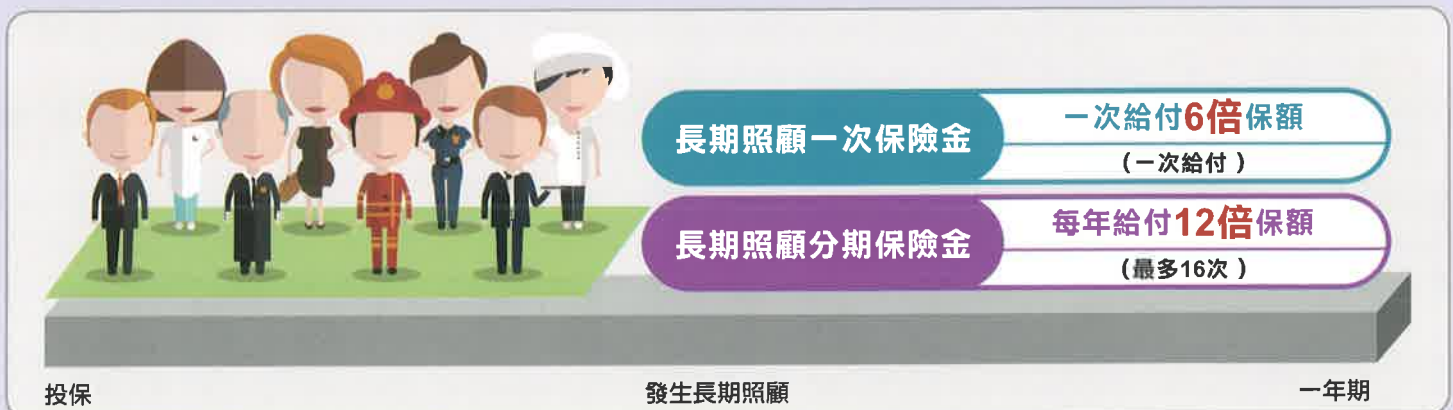 長期照顧一次保險金
一次給付6倍保額
(一次給付)
長期照顧分期保險金
每年給付12倍保額
(最多16次)
投保
發生長期照顧
一年期